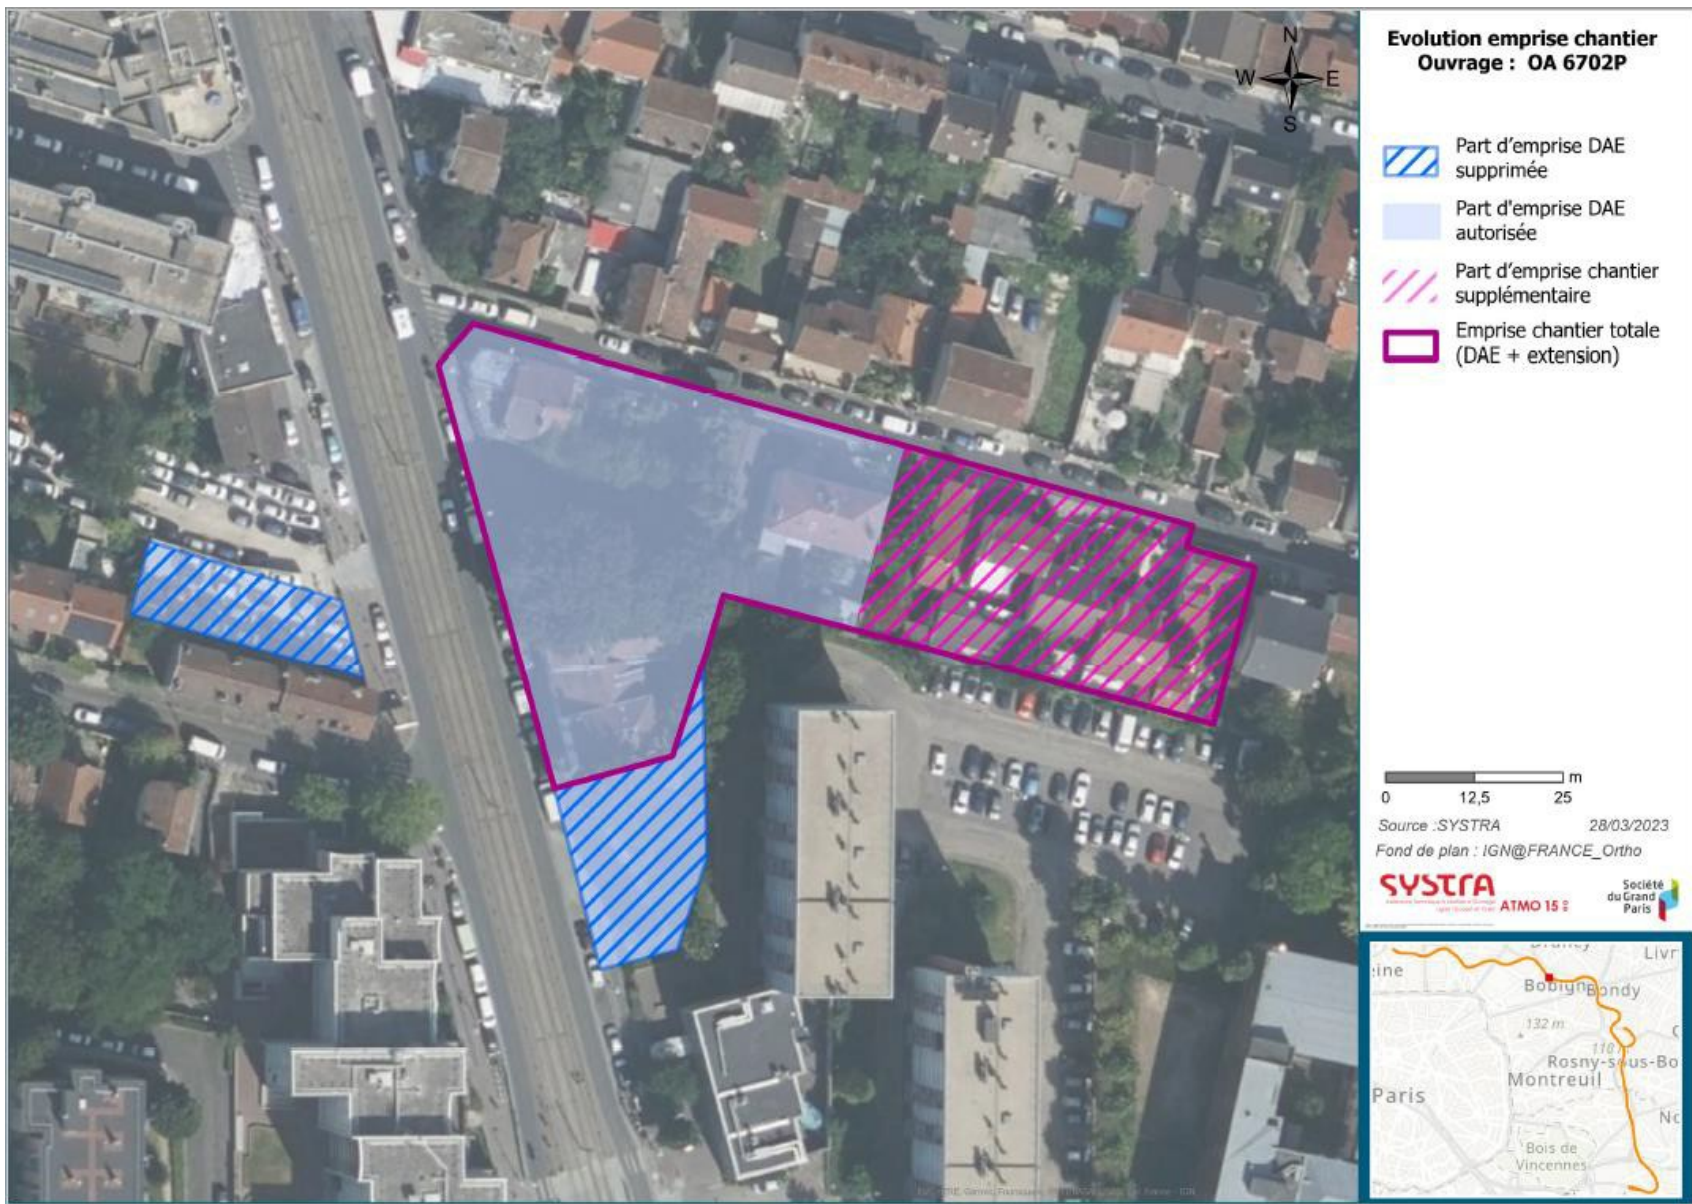 Evolution emprise chantier
Ouvrage : OA 6702P
N
W E
S
Part d'emprise DAE
supprimée
Part d'emprise DAE
autorisée
Part d'emprise chantier
supplémentaire
Emprise chantier totale
(DAE + extension)
m
0 12,5 25
Source :SYSTRA 28/03/2023
Fond de plan : IGN@FRANCE_Ortho
SYSTRA
ATMO 15
Société
du Grand
Paris
Drancy
Livr
eine
Bobigny
Bondy
132 m
Rosny-sous-Bo
Montreuil
Paris
Bois de
Vincennes